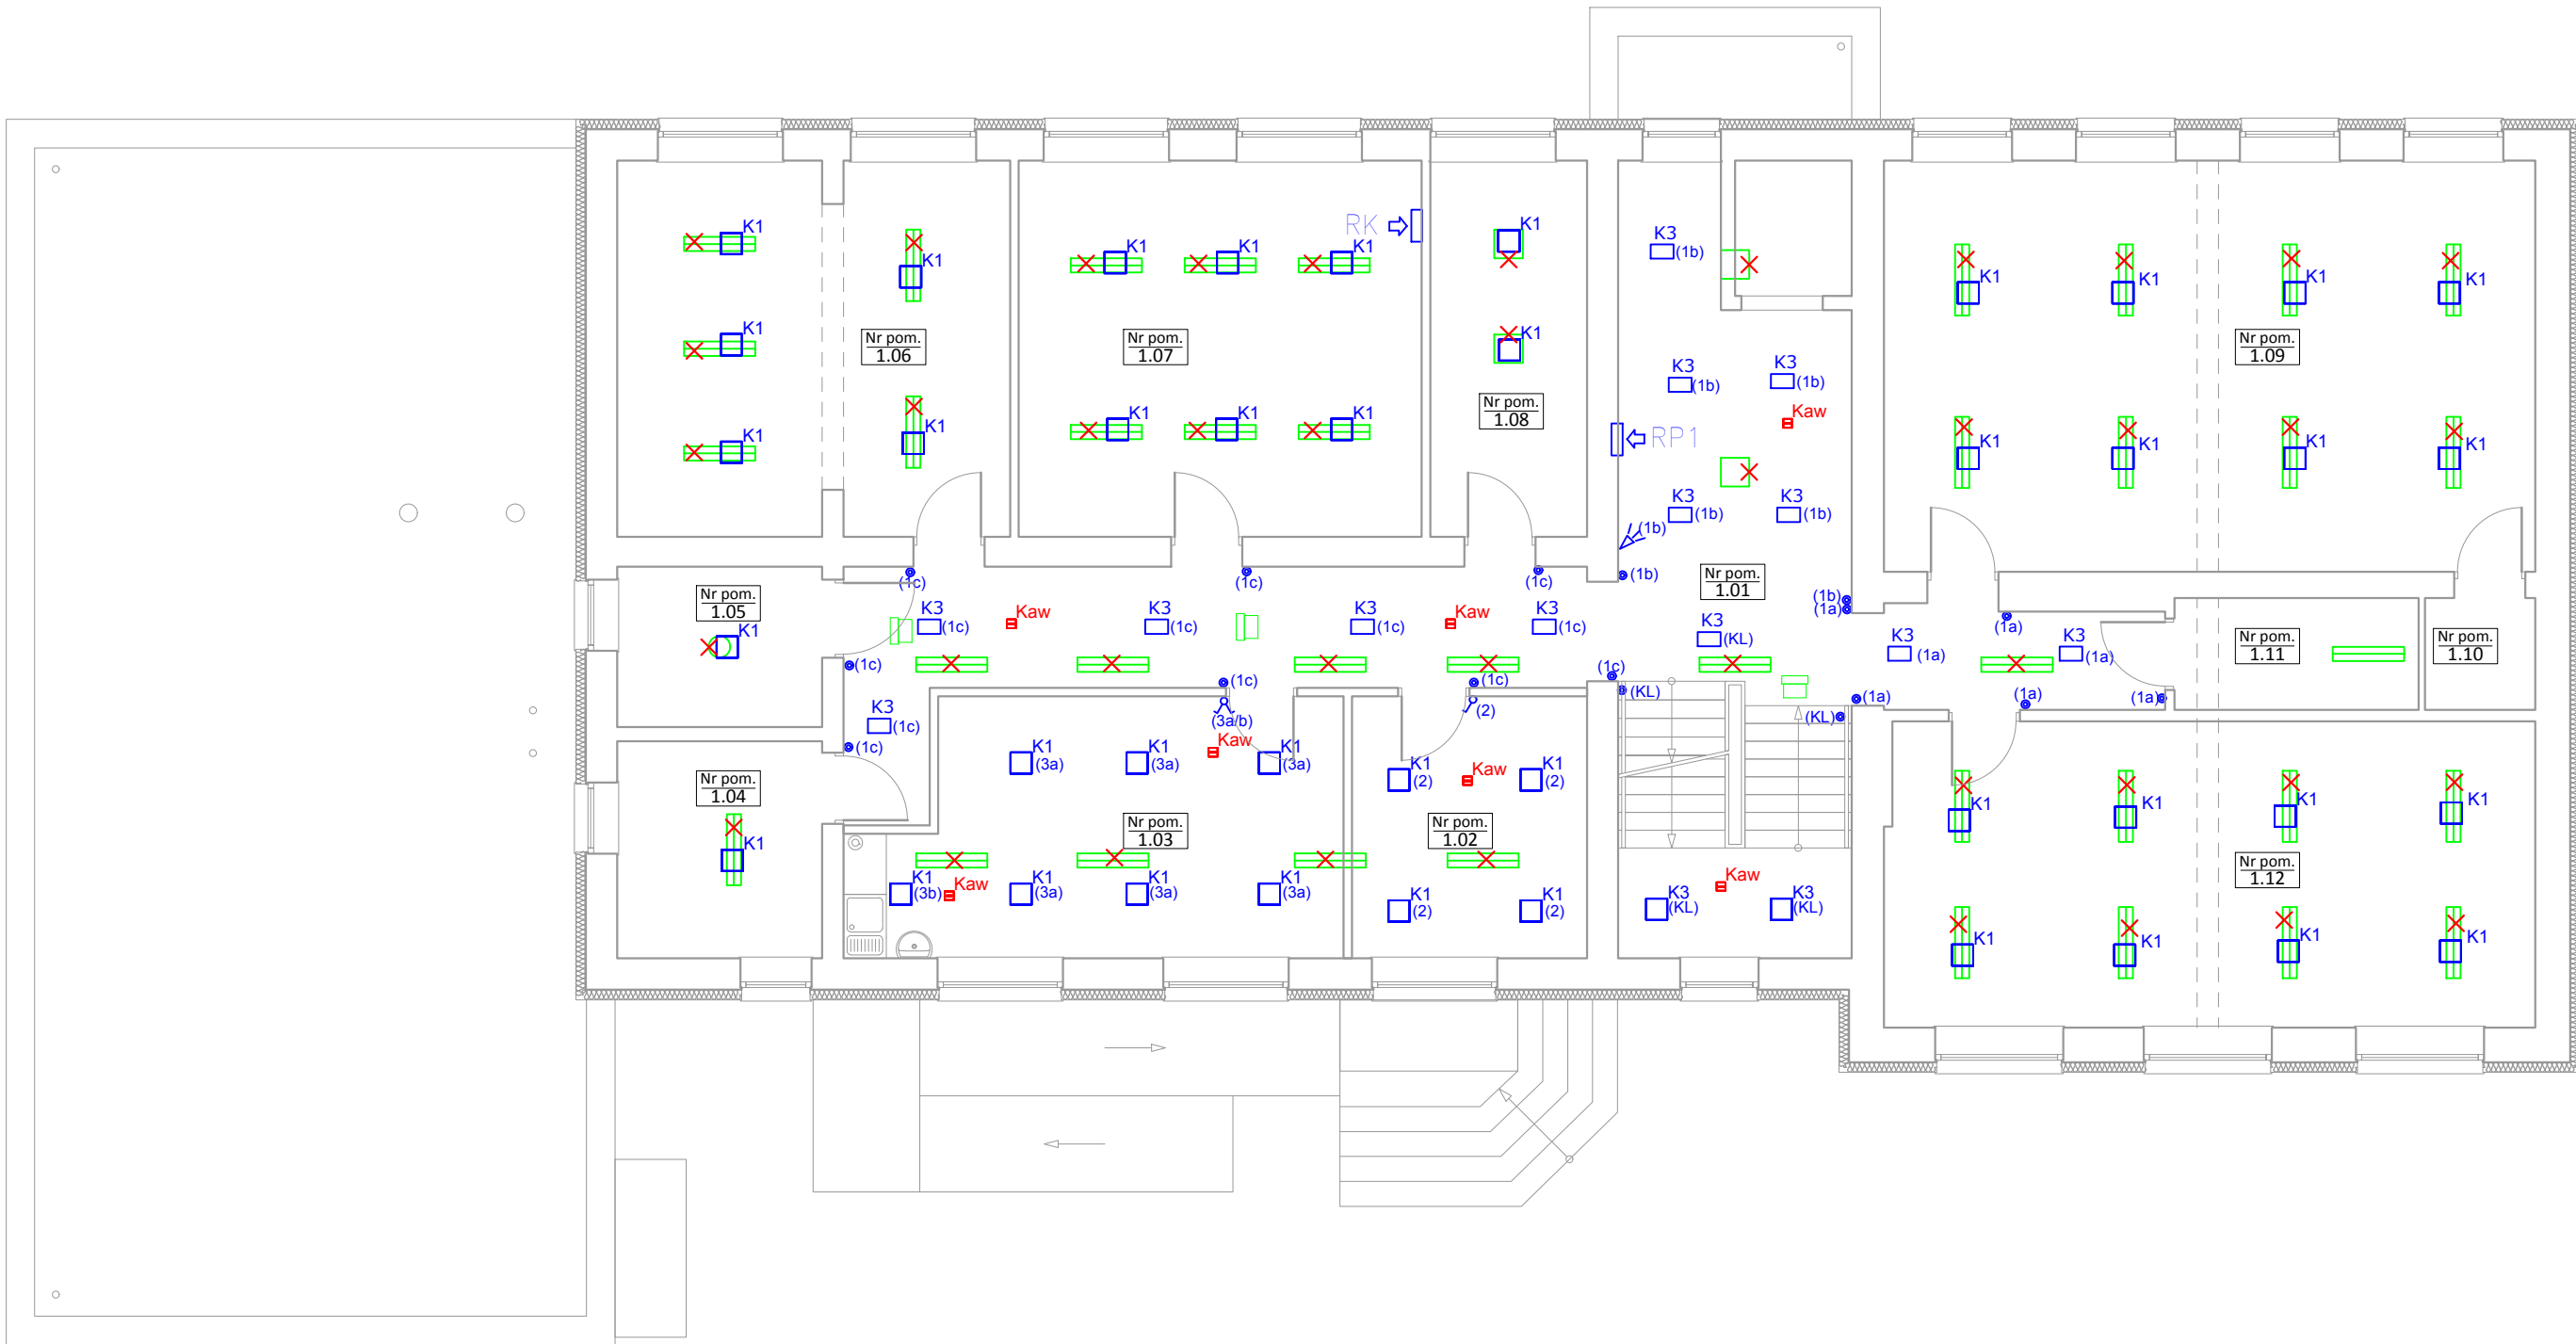 K1
K1
RK
K1
K1
K1
K1
K3
(1b)
K1
K1
K1
K1
K1
K1
K1
K1
Nr pom.
1.06
Nr pom.
1.07
K1
Nr pom.
1.09
K3
(1b)
K3
(1b)
Nr pom.
1.08
Kaw
K1
K1
K1
K1
K1
RP1
K1
K1
K1
K1
K3
(1b)
K3
(1b)
(1b)
(1c)
(1c)
(1c)
(1b)
Nr pom.
1.01
Nr pom.
1.05
(1b)
(1a)
K3
(1c)
Kaw
K3
(1c)
K3
(1c)
Kaw
K3
(1c)
K3
(KL)
(1a)
K3
(1a)
K3
(1a)
Nr pom.
1.11
Nr pom.
1.10
K1
(1c)
(1c)
(1c)
(1c)
(KL)
(1a)
(1a)
(1a)
(KL)
K3
(1c)
(3a/b)
(2)
(1c)
Kaw
K1
(3a)
K1
(3a)
K1
(3a)
K1
(2)
Kaw
K1
(2)
Nr pom.
1.04
K1
K1
K1
K1
K1
Nr pom.
1.03
Nr pom.
1.02
Nr pom.
1.12
K1
(3b)
Kaw
K1
(3a)
K1
(3a)
K1
(3a)
K1
(2)
K1
(2)
K3
(KL)
Kaw
K3
(KL)
K1
K1
K1
K1